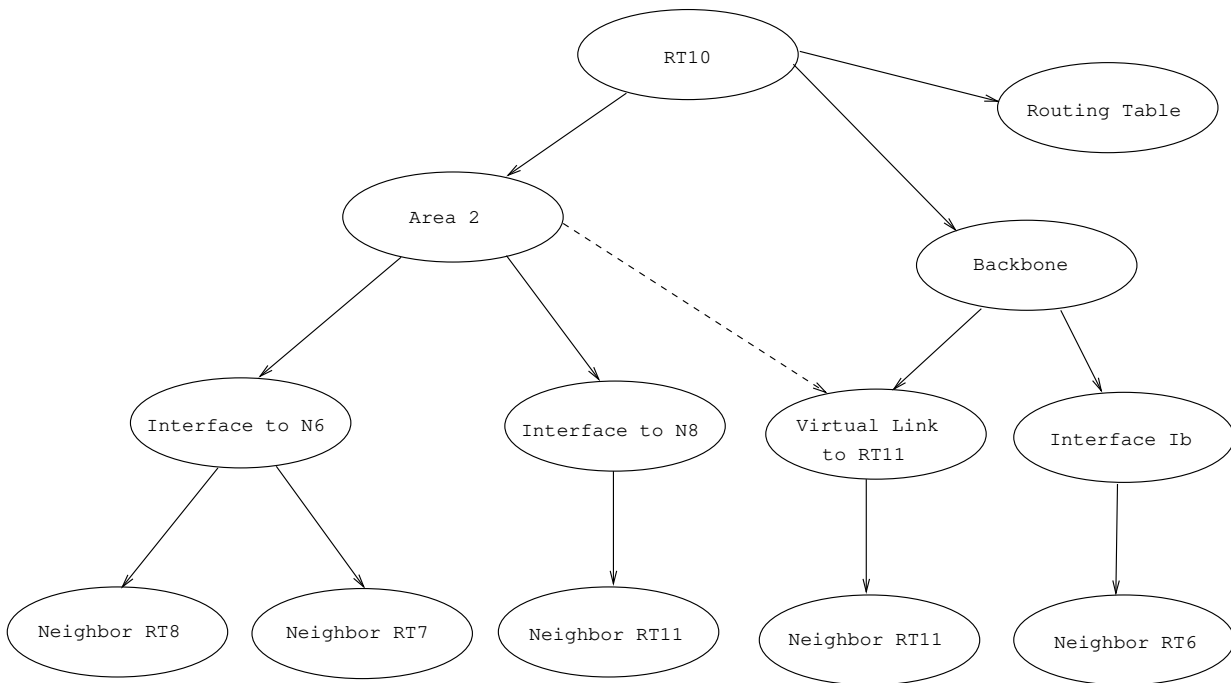 RT10
Routing Table
Area 2
Backbone
Interface to N6
Interface to N8
Virtual Link
to RT11
Interface Ib
Neighbor RT8
Neighbor RT7
Neighbor RT11
Neighbor RT11
Neighbor RT6